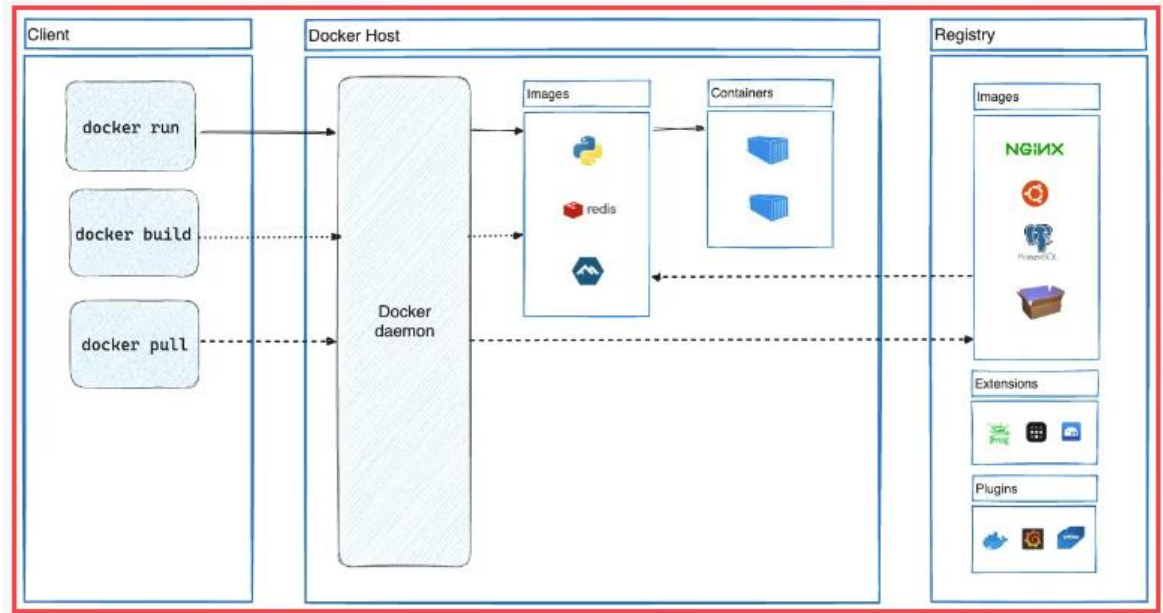 Client
docker run
docker build
docker pull
Docker Host
Docker
daemon
Images
redis
Containers
Registry
Images
NGINX
PostgreSQL
Extensions
Plugins